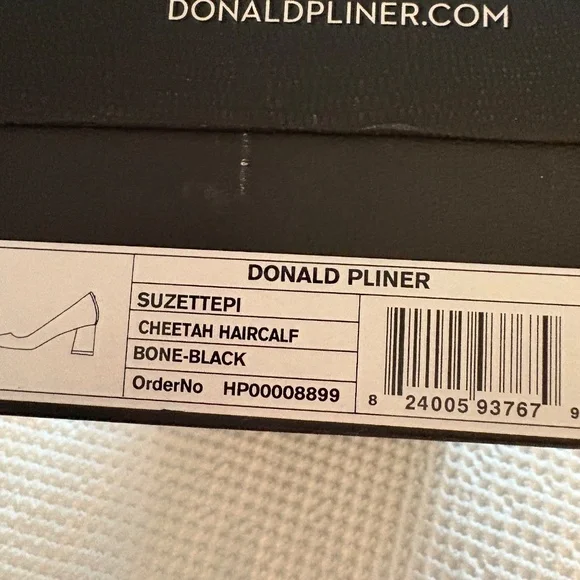 DONALDPLINER.COM
DONALD PLINER
SUZETTEPI
CHEETAH HAIRCALF
BONE-BLACK
OrderNo HP00008899
8 24005 93767 9